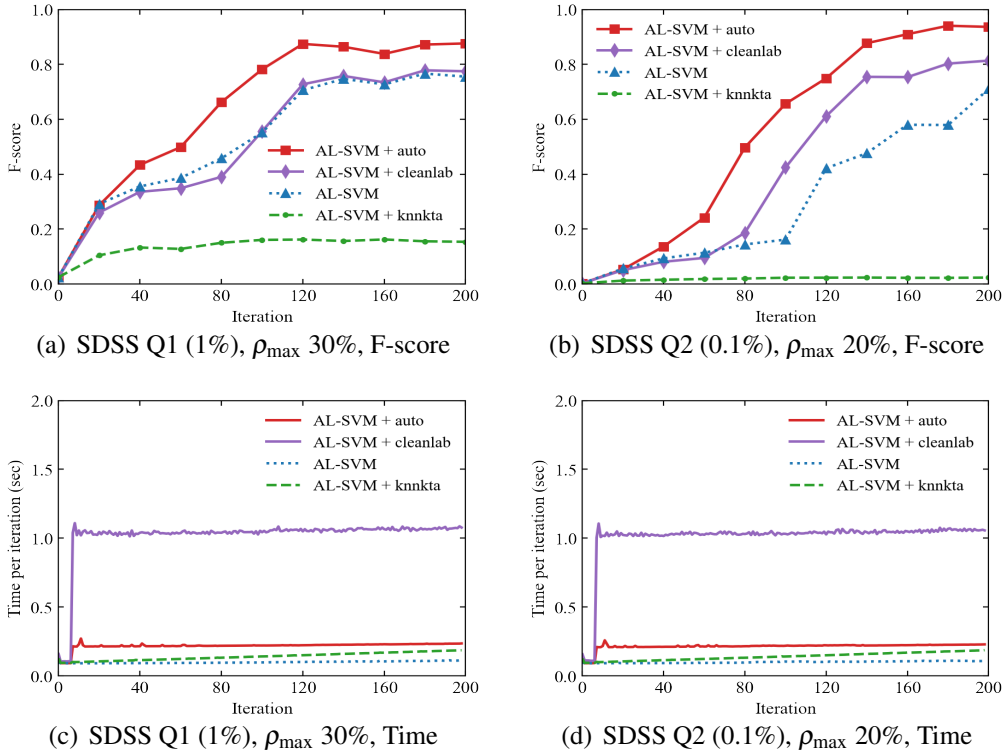 1.0
0.8
0.6
0.4
0.2
0.0
F-score
AL-SVM + auto
AL-SVM + cleanlab
AL-SVM
AL-SVM + knnkta
0 40 80 120 160 200
Iteration
(a) SDSS Q1 (1%), ρmax 30%, F-score
1.0
0.8
0.6
0.4
0.2
0.0
F-score
AL-SVM + auto
AL-SVM + cleanlab
AL-SVM
AL-SVM + knnkta
0 40 80 120 160 200
Iteration
(b) SDSS Q2 (0.1%), ρmax 20%, F-score
2.0
1.5
1.0
0.5
0.0
Time per iteration (sec)
AL-SVM + auto
AL-SVM + cleanlab
AL-SVM
AL-SVM + knnkta
0 40 80 120 160 200
Iteration
(c) SDSS Q1 (1%), ρmax 30%, Time
2.0
1.5
1.0
0.5
0.0
Time per iteration (sec)
AL-SVM + auto
AL-SVM + cleanlab
AL-SVM
AL-SVM + knnkta
0 40 80 120 160 200
Iteration
(d) SDSS Q2 (0.1%), ρmax 20%, Time